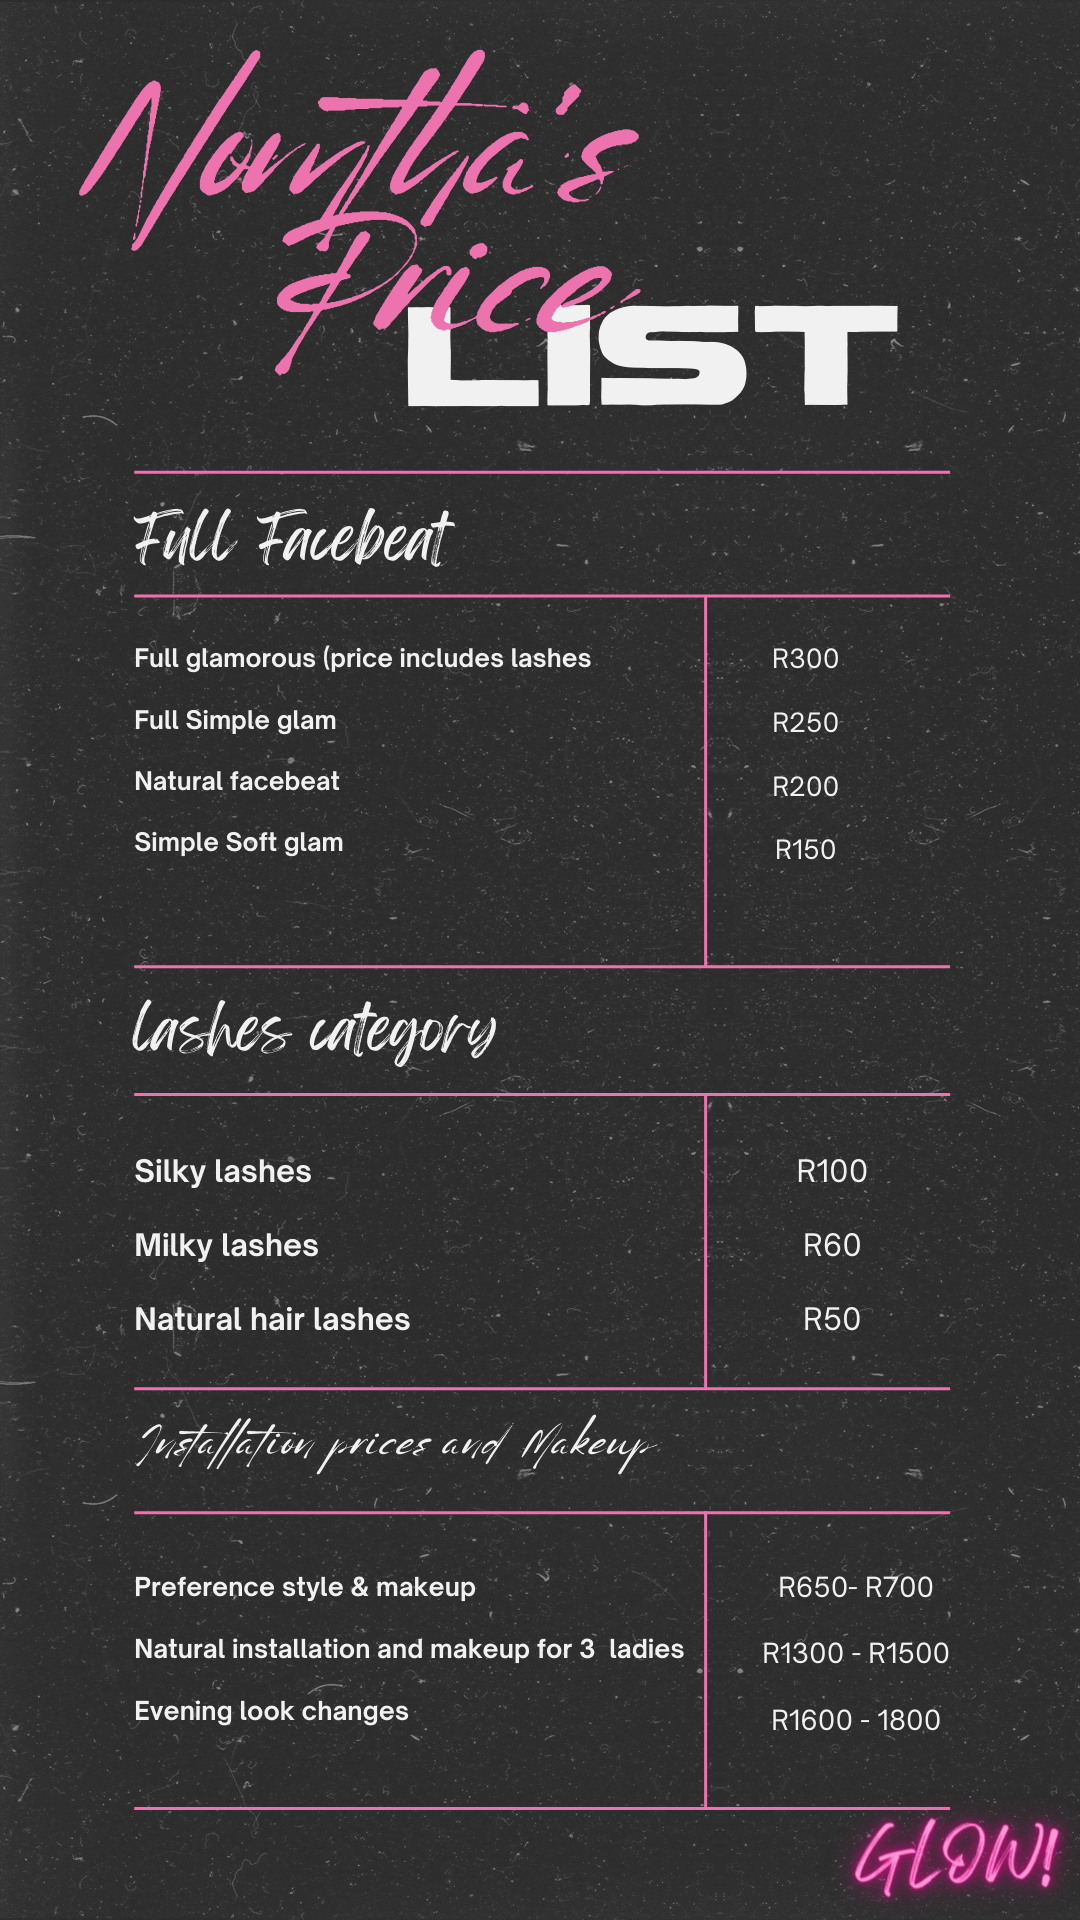 Nomtha's
Price
LIST
Full Facebeat
Full glamorous (price includes lashes R300
Full Simple glam R250
Natural facebeat R200
Simple Soft glam R150
lashes category
Silky lashes R100
Milky lashes R60
Natural hair lashes R50
Installation prices and Makeup
Preference style & makeup R650- R700
Natural installation and makeup for 3 ladies R1300 - R1500
Evening look changes R1600 - 1800
GLOW!